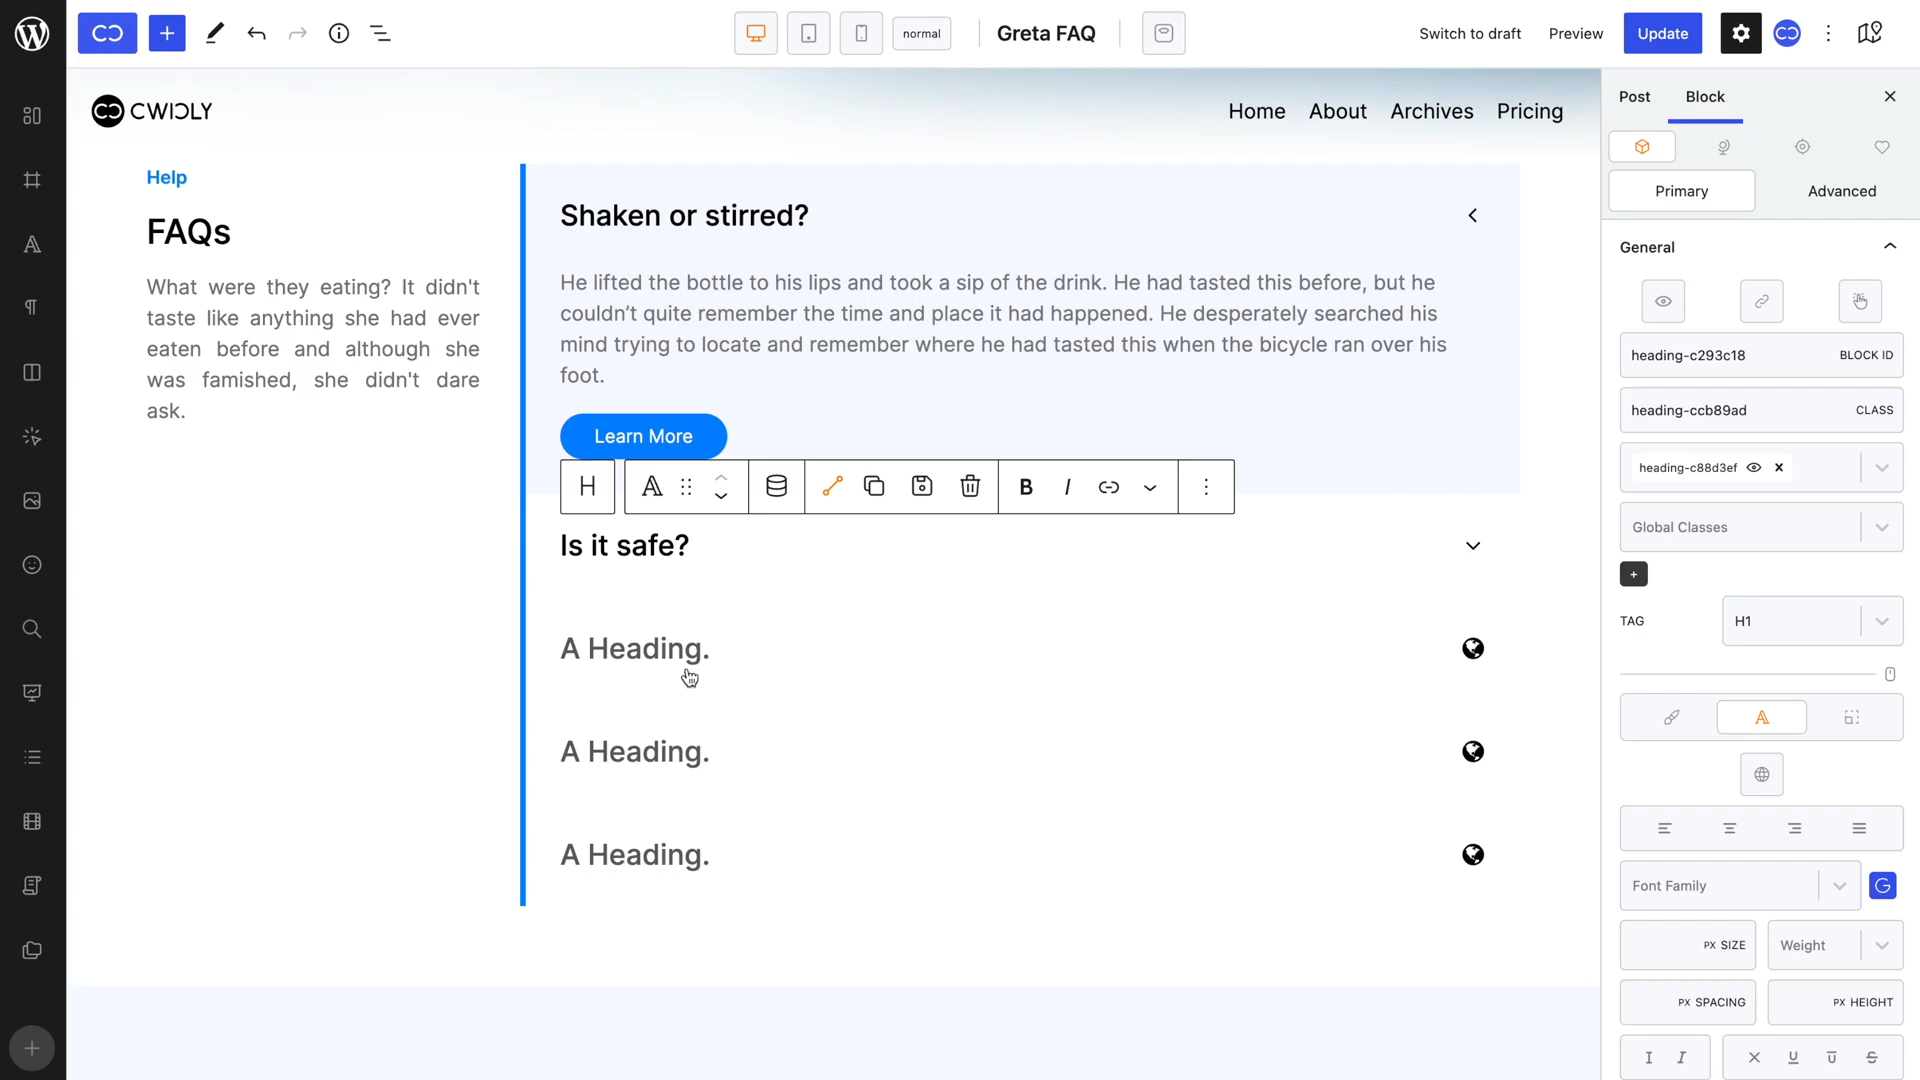 normal
Greta FAQ
Switch to draft
Preview
Update
CWICLY
Home
About
Archives
Pricing
Help
FAQs
What were they eating? It didn't
taste like anything she had ever
eaten before and although she
was famished, she didn't dare
ask.
Shaken or stirred?
He lifted the bottle to his lips and took a sip of the drink. He had tasted this before, but he
couldn’t quite remember the time and place it had happened. He desperately searched his
mind trying to locate and remember where he had tasted this when the bicycle ran over his
foot.
Learn More
H
B
I
Is it safe?
A Heading.
A Heading.
A Heading.
Post
Block
Primary
Advanced
General
heading-c293c18
BLOCK ID
heading-ccb89ad
CLASS
heading-c88d3ef
Global Classes
TAG
H1
Font Family
G
PX SIZE
Weight
PX SPACING
PX HEIGHT